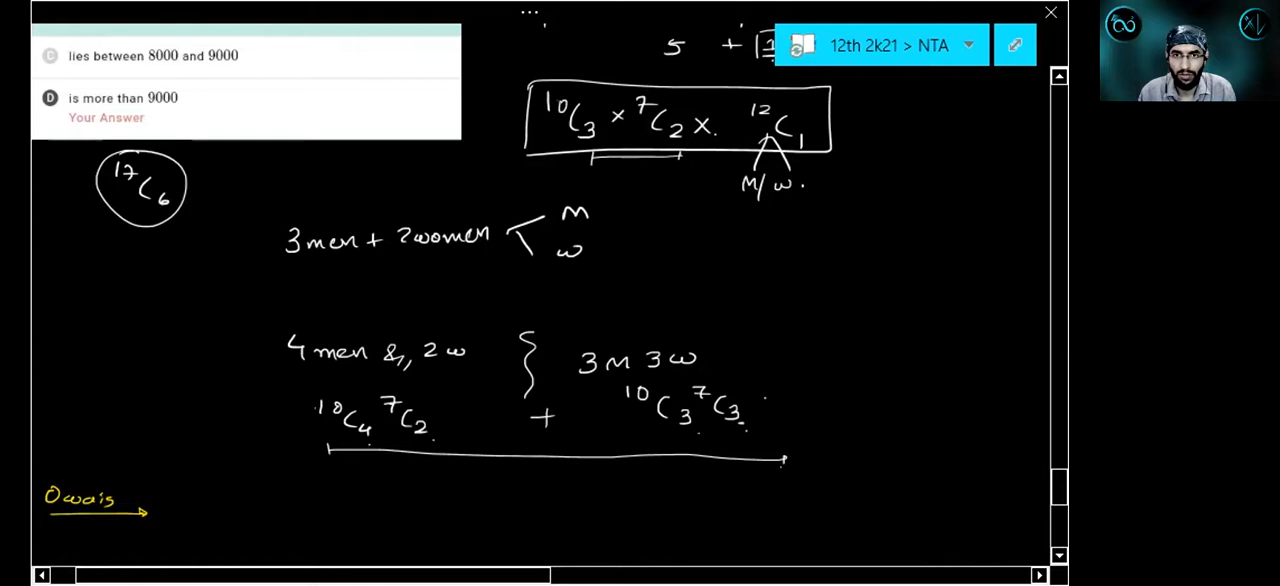 ...
5 +
12th 2k21 > NTA
C lies between 8000 and 9000
D is more than 9000
Your Answer
¹⁰C₃ × ⁷C₂ × . ¹²C₁
M/ w.
¹⁷C₆
3 men + 2 women
M
w
4 men &, 2 w } 3 M 3 w
¹⁰C₄ ⁷C₂ + ¹⁰C₃ ⁷C₃
Owais